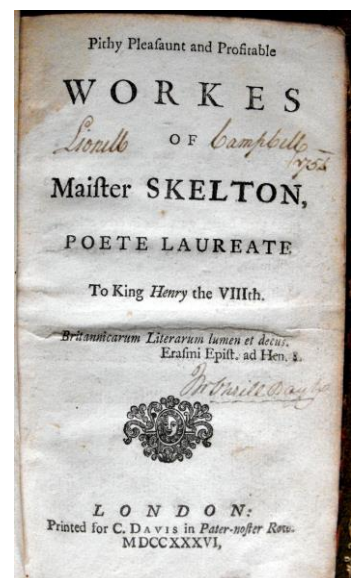 Pithy Pleaſaunt and Profitable
WORKES
OF
Lionell Campbell
Maiſter SKELTON,
POETE LAUREATE
To King Henry the VIIIth.
Britannicarum Literarum lumen et decus.
Eraſmi Epiſt. ad Hen. 8.
LONDON:
Printed for C. DAVIS in Pater-noſter Row.
MDCCXXXVI,